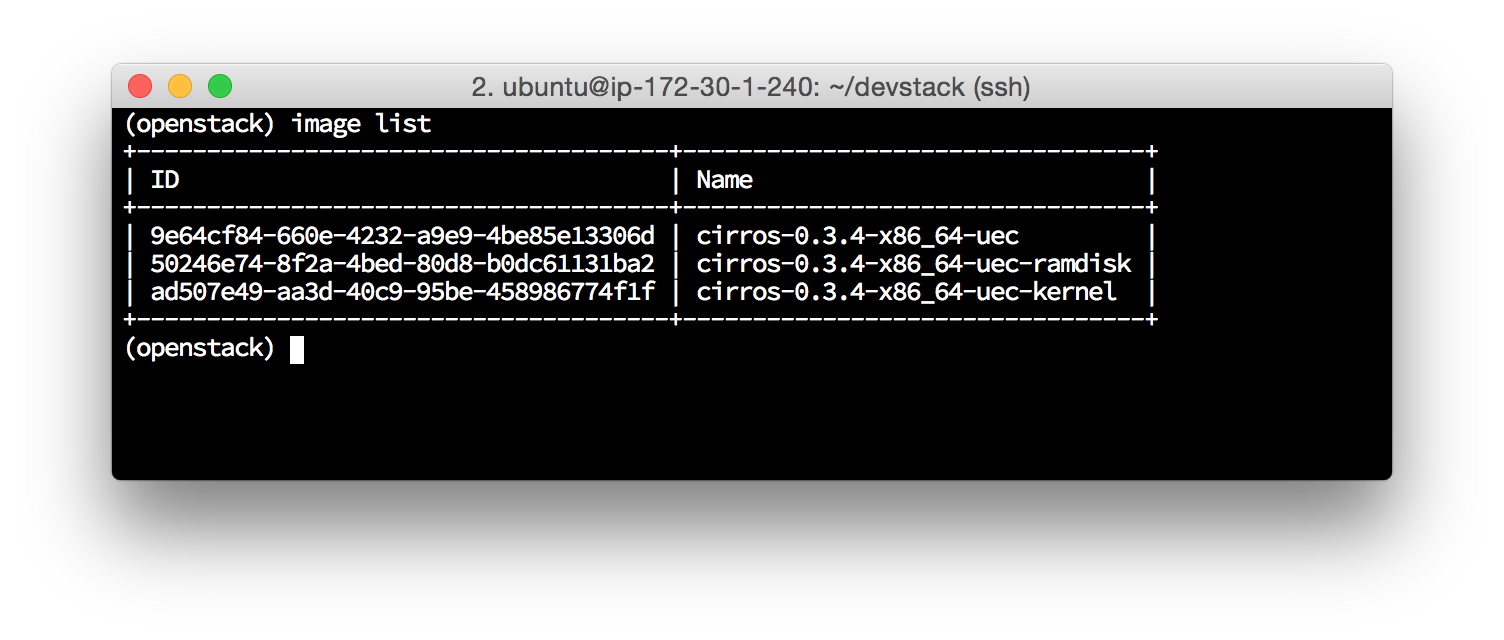 2. ubuntu@ip-172-30-1-240: ~/devstack (ssh)
(openstack) image list
+--------------------------------------+---------------------------------+
| ID                                   | Name                            |
+--------------------------------------+---------------------------------+
| 9e64cf84-660e-4232-a9e9-4be85e13306d | cirros-0.3.4-x86_64-uec         |
| 50246e74-8f2a-4bed-80d8-b0dc61131ba2 | cirros-0.3.4-x86_64-uec-ramdisk |
| ad507e49-aa3d-40c9-95be-458986774f1f | cirros-0.3.4-x86_64-uec-kernel  |
+--------------------------------------+---------------------------------+
(openstack)